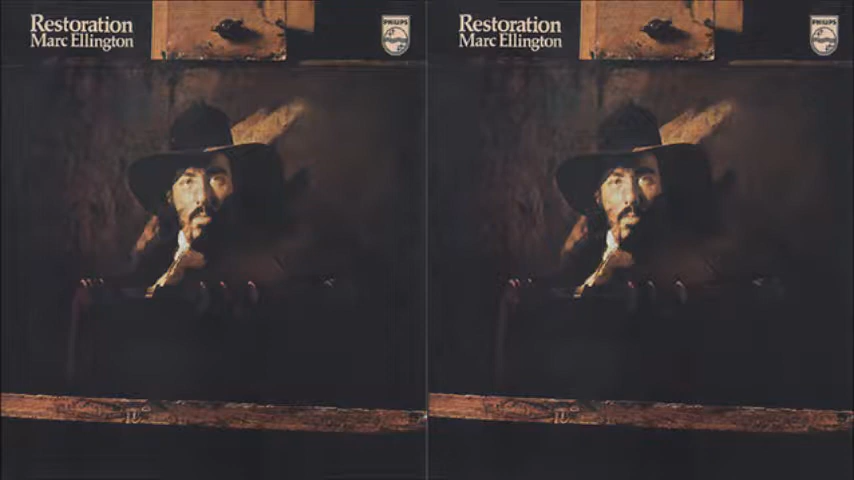 Restoration
Marc Ellington
PHILIPS
Restoration
Marc Ellington
PHILIPS